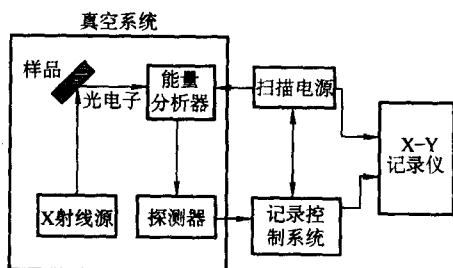 真空系统
样品
光电子
能量
分析器
扫描电源
X-Y
记录仪
X射线源
探测器
记录控
制系统